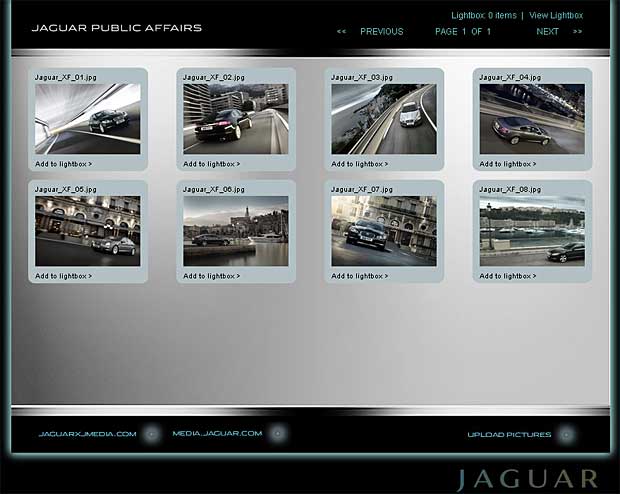 Lightbox: 0 items | View Lightbox
JAGUAR PUBLIC AFFAIRS
<< PREVIOUS PAGE 1 OF 1 NEXT >>
Jaguar_XF_01.jpg Jaguar_XF_02.jpg Jaguar_XF_03.jpg Jaguar_XF_04.jpg
Add to lightbox > Add to lightbox > Add to lightbox > Add to lightbox >
Jaguar_XF_05.jpg Jaguar_XF_06.jpg Jaguar_XF_07.jpg Jaguar_XF_08.jpg
Add to lightbox > Add to lightbox > Add to lightbox > Add to lightbox >
JAGUARXJMEDIA.COM MEDIA.JAGUAR.COM UPLOAD PICTURES
JAGUAR